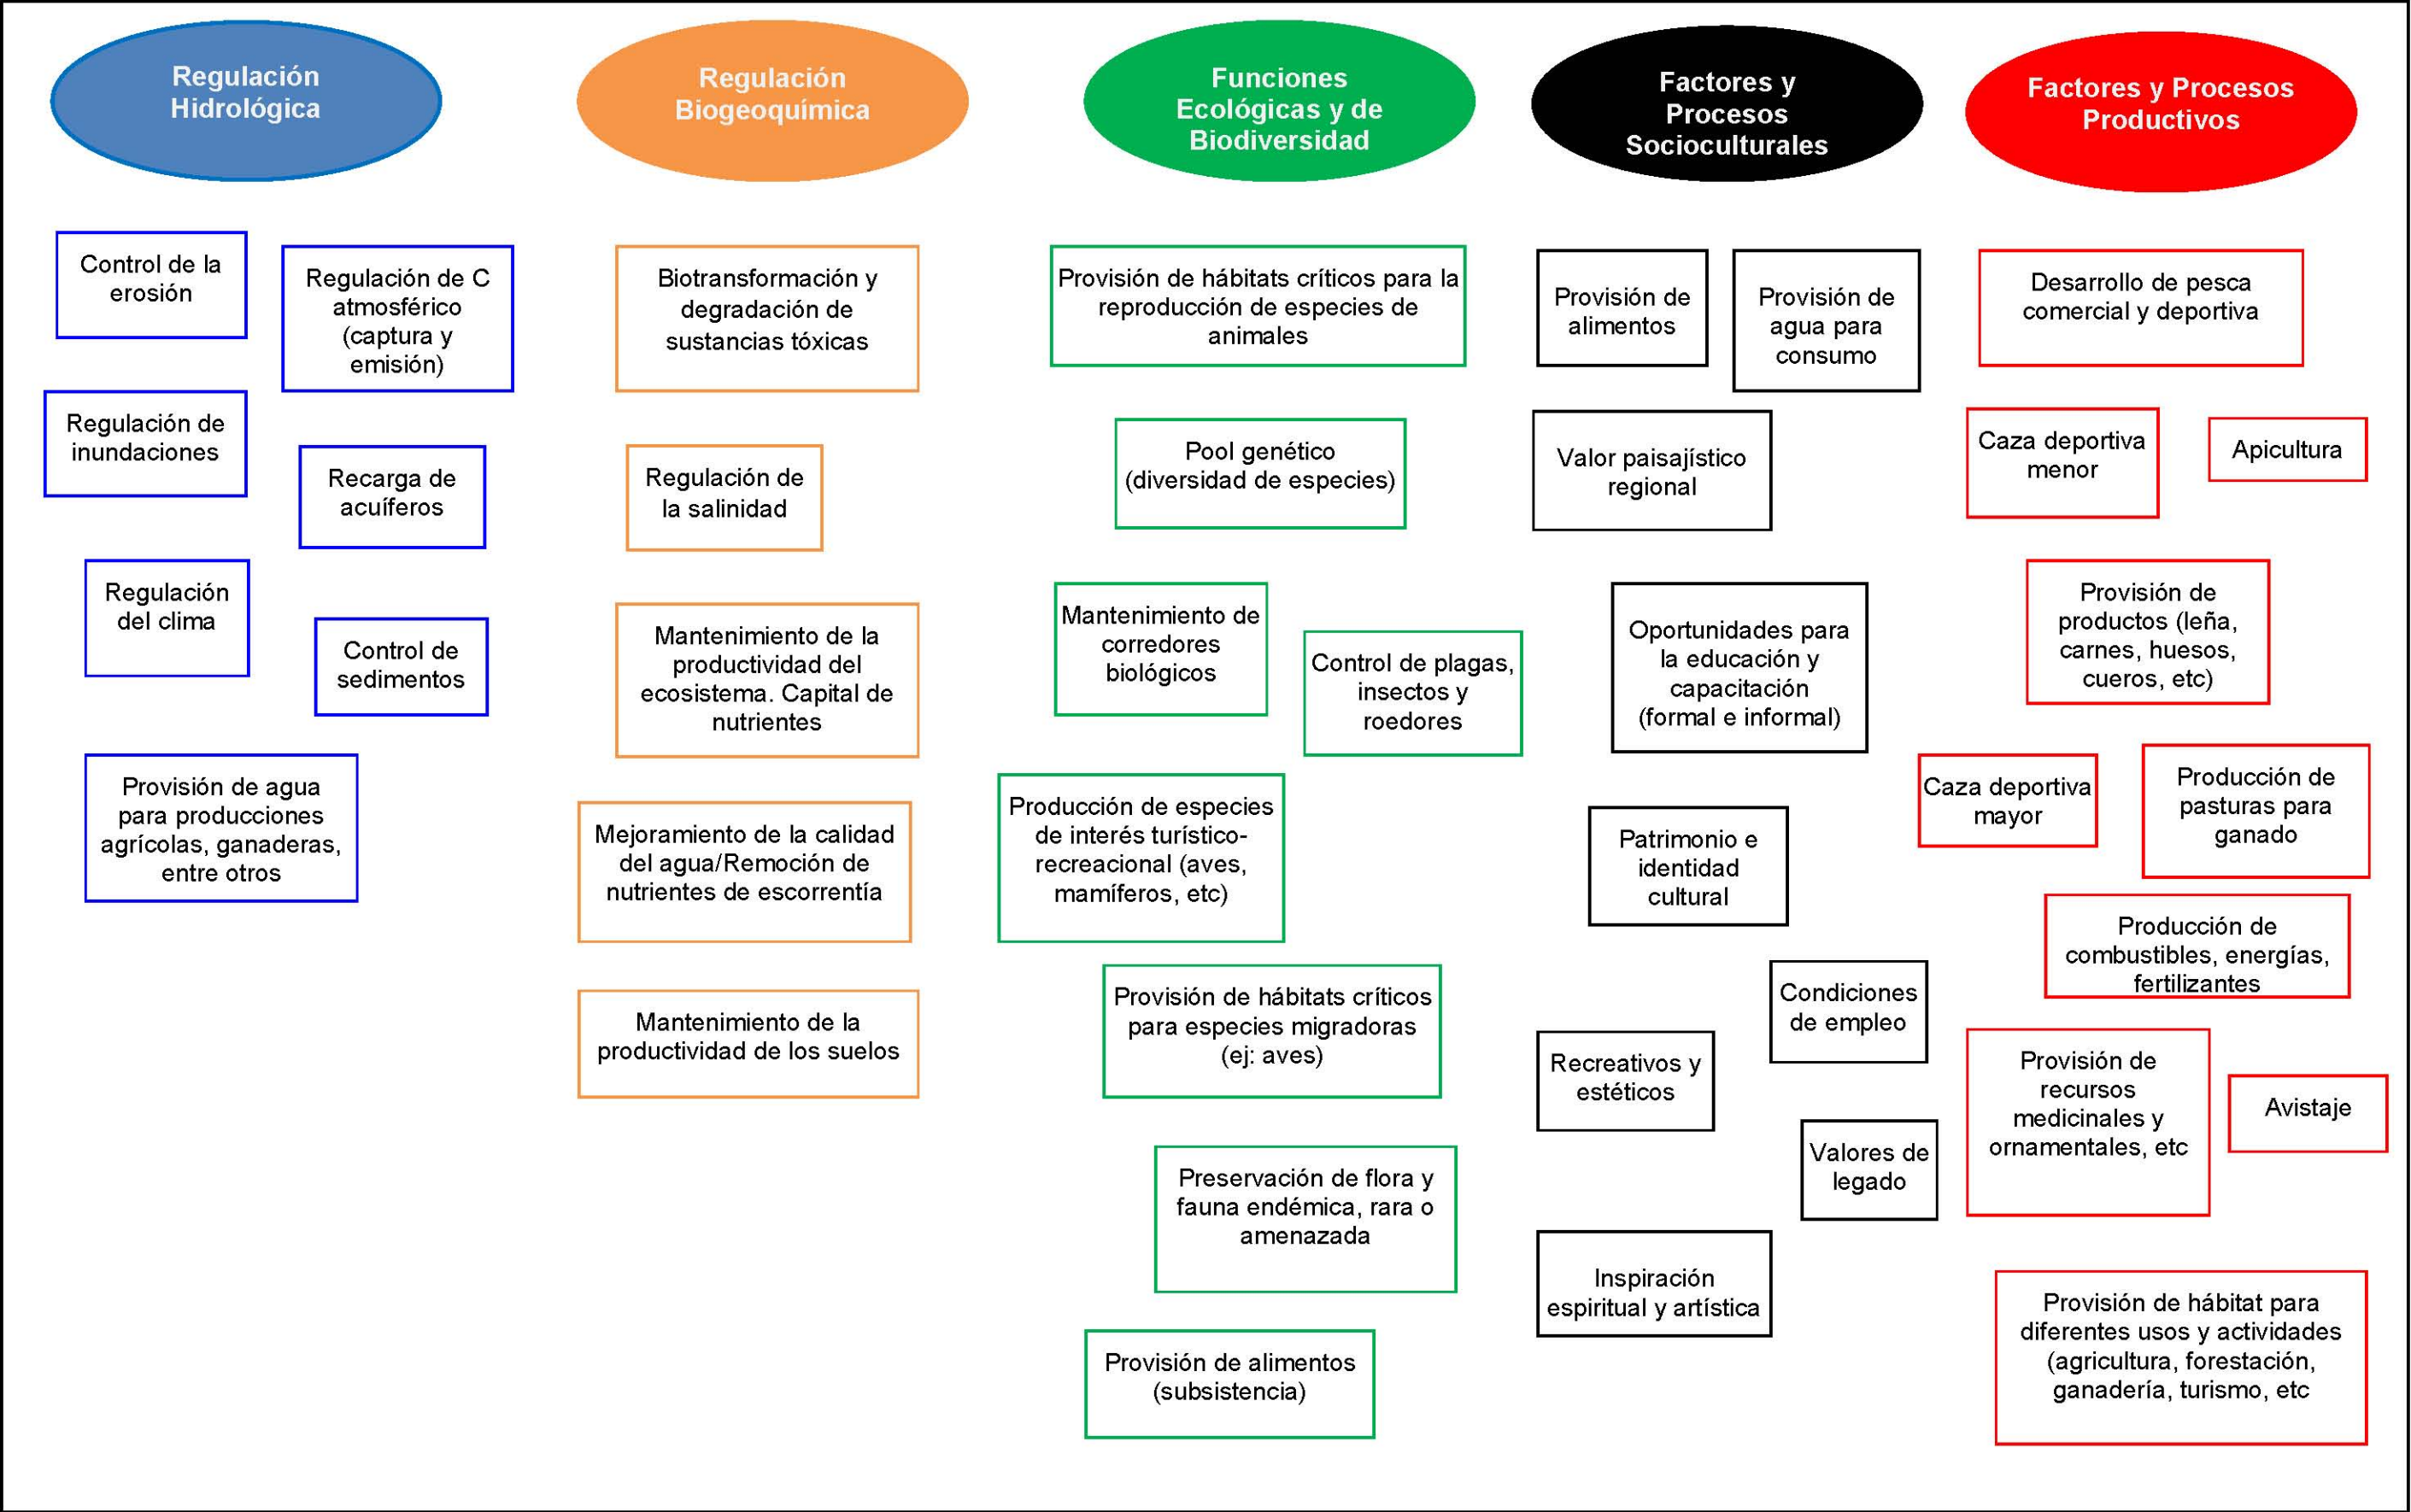 Regulación
Hidrológica
Control de la
erosión
Regulación de C
atmosférico
(captura y
emisión)
Regulación de
inundaciones
Recarga de
acuíferos
Regulación
del clima
Control de
sedimentos
Provisión de agua
para producciones
agrícolas, ganaderas,
entre otros
Regulación
Biogeoquímica
Biotransformación y
degradación de
sustancias tóxicas
Regulación de
la salinidad
Mantenimiento de la
productividad del
ecosistema. Capital de
nutrientes
Mejoramiento de la calidad
del agua/Remoción de
nutrientes de escorrentía
Mantenimiento de la
productividad de los suelos
Funciones
Ecológicas y de
Biodiversidad
Provisión de hábitats críticos para la
reproducción de especies de
animales
Pool genético
(diversidad de especies)
Mantenimiento de
corredores
biológicos
Control de plagas,
insectos y
roedores
Producción de especies
de interés turístico-
recreacional (aves,
mamíferos, etc)
Provisión de hábitats críticos
para especies migradoras
(ej: aves)
Preservación de flora y
fauna endémica, rara o
amenazada
Provisión de alimentos
(subsistencia)
Factores y
Procesos
Socioculturales
Provisión de
alimentos
Provisión de
agua para
consumo
Valor paisajístico
regional
Oportunidades para
la educación y
capacitación
(formal e informal)
Patrimonio e
identidad
cultural
Condiciones
de empleo
Recreativos y
estéticos
Valores de
legado
Inspiración
espiritual y artística
Factores y Procesos
Productivos
Desarrollo de pesca
comercial y deportiva
Caza deportiva
menor
Apicultura
Provisión de
productos (leña,
carnes, huesos,
cueros, etc)
Caza deportiva
mayor
Producción de
pasturas para
ganado
Producción de
combustibles, energías,
fertilizantes
Provisión de
recursos
medicinales y
ornamentales, etc
Avistaje
Provisión de hábitat para
diferentes usos y actividades
(agricultura, forestación,
ganadería, turismo, etc